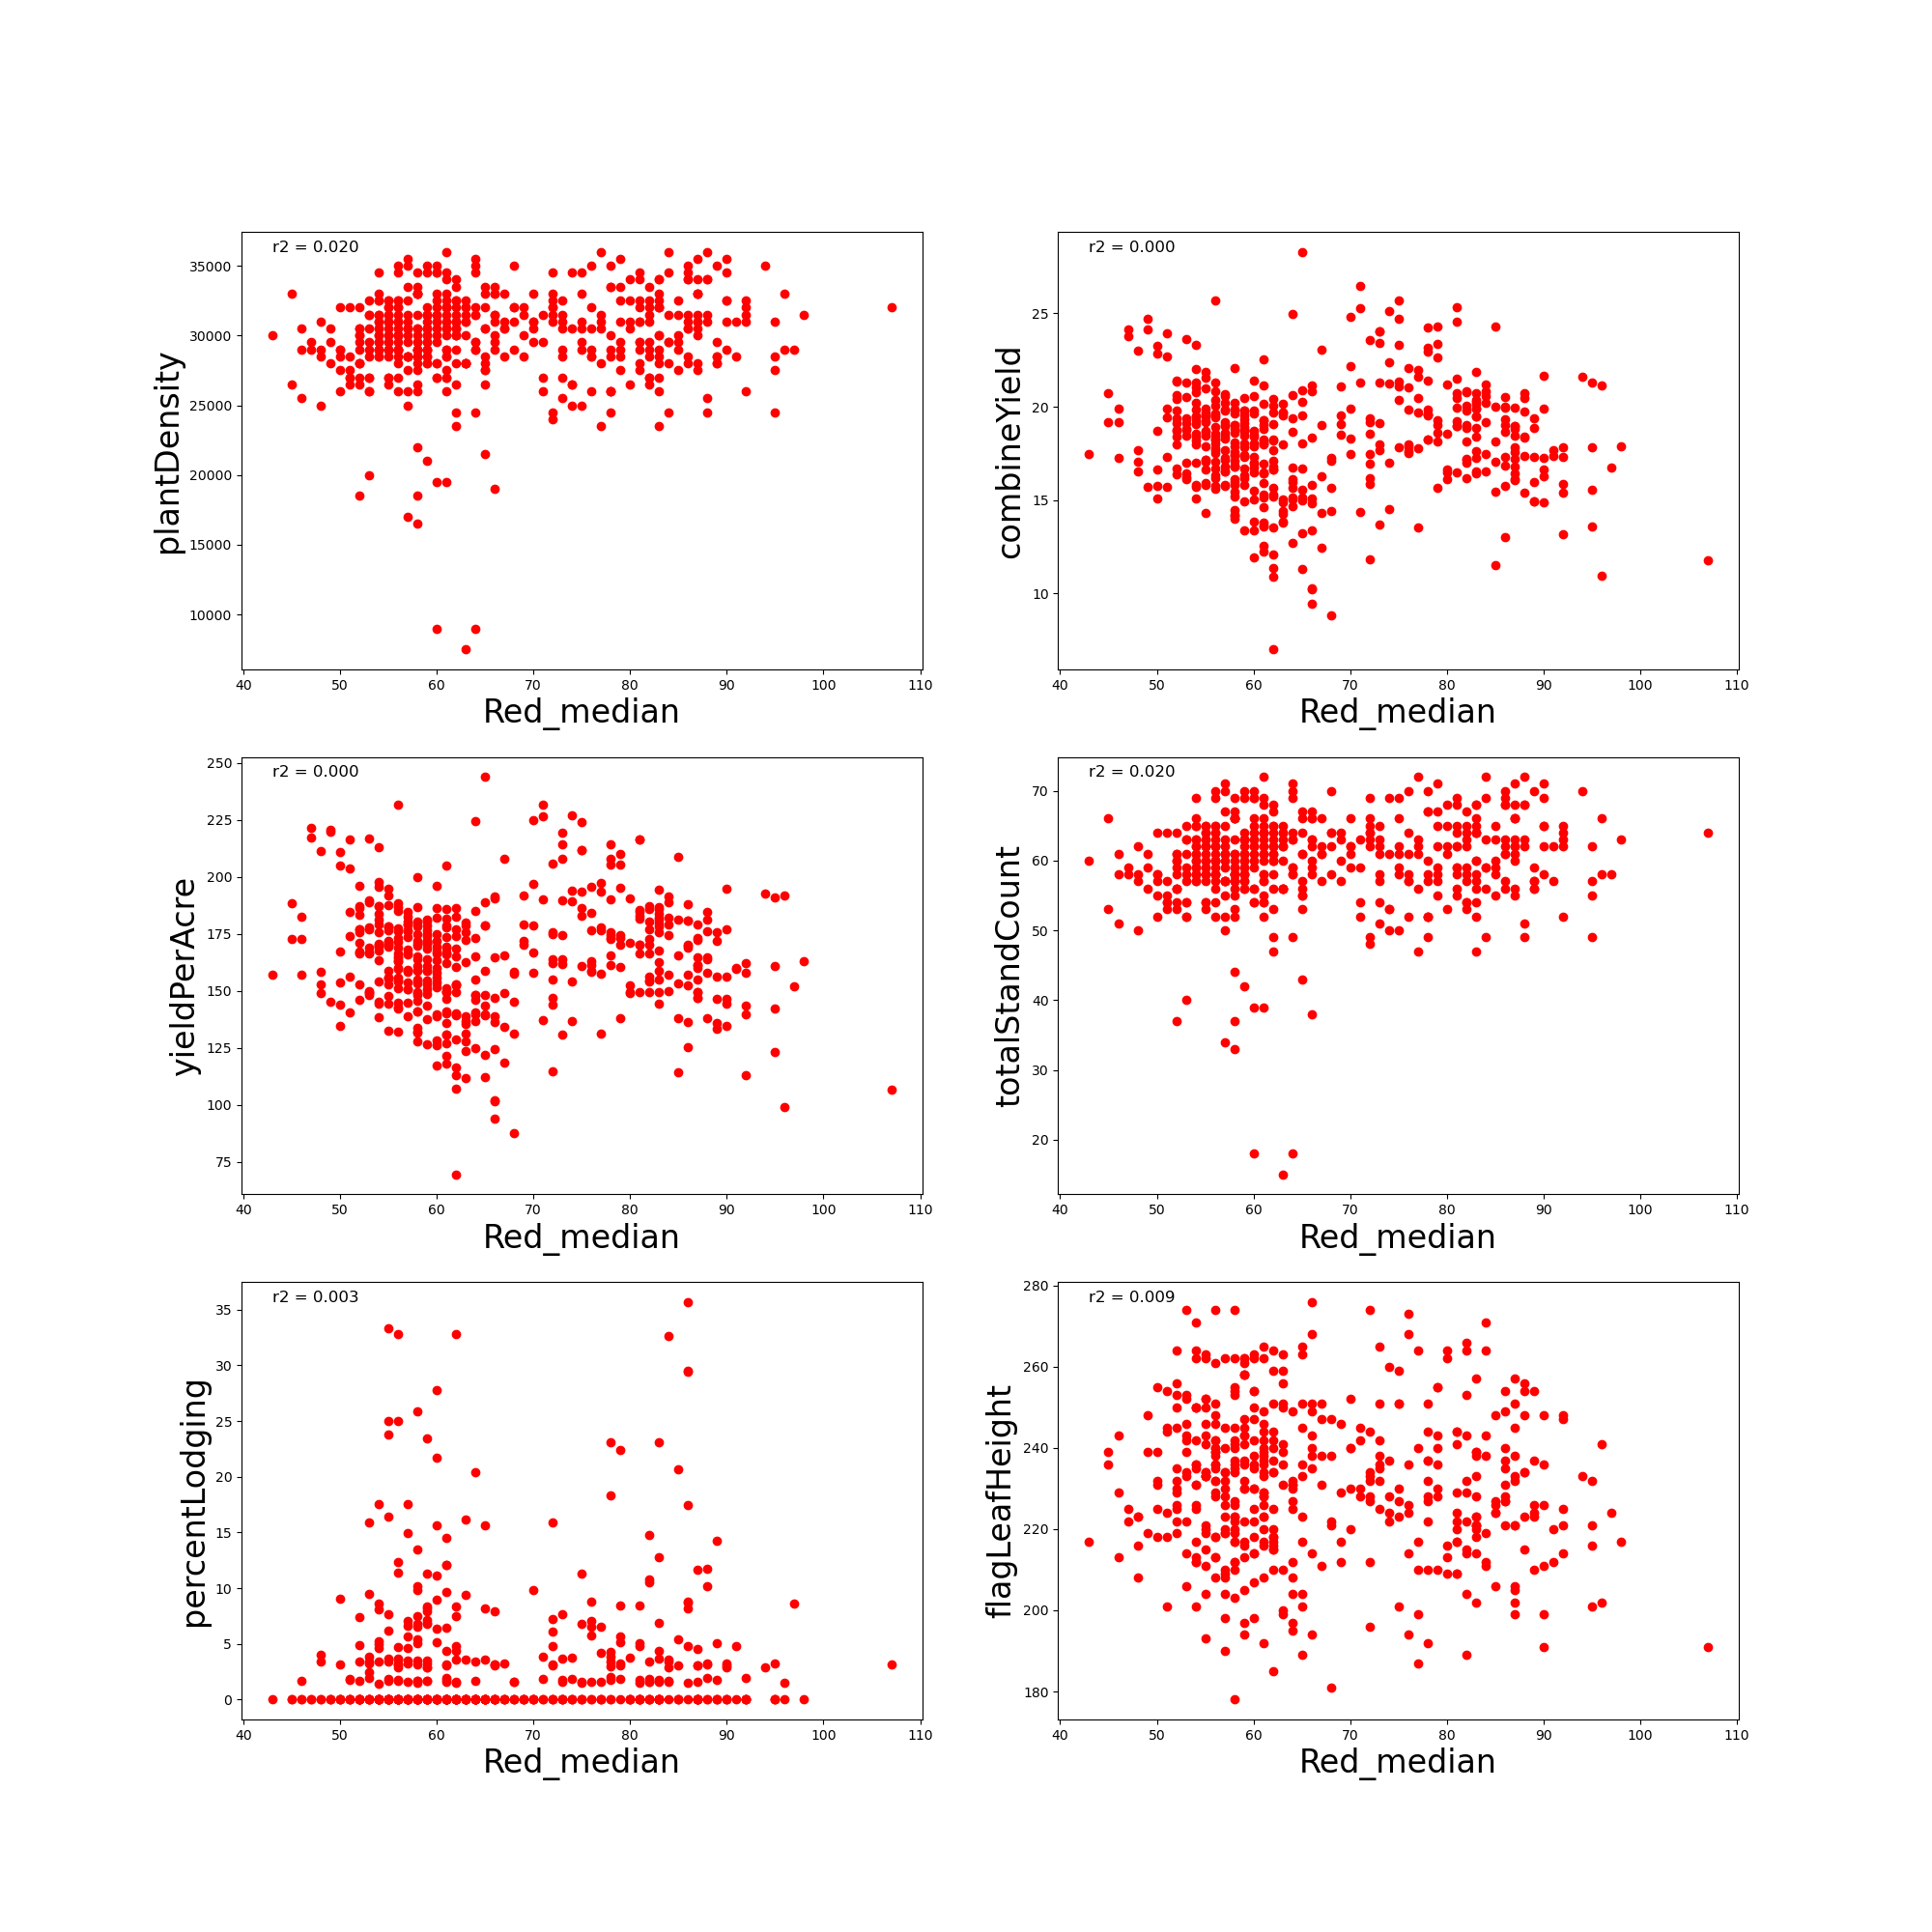 r2 = 0.020
35000
30000
25000
20000
15000
10000
plantDensity
40 50 60 70 80 90 100 110
Red_median
r2 = 0.000
25
20
15
10
combineYield
40 50 60 70 80 90 100 110
Red_median
r2 = 0.000
250
225
200
175
150
125
100
75
yieldPerAcre
40 50 60 70 80 90 100 110
Red_median
r2 = 0.020
70
60
50
40
30
20
totalStandCount
40 50 60 70 80 90 100 110
Red_median
r2 = 0.003
35
30
25
20
15
10
5
0
percentLodging
40 50 60 70 80 90 100 110
Red_median
r2 = 0.009
280
260
240
220
200
180
flagLeafHeight
40 50 60 70 80 90 100 110
Red_median